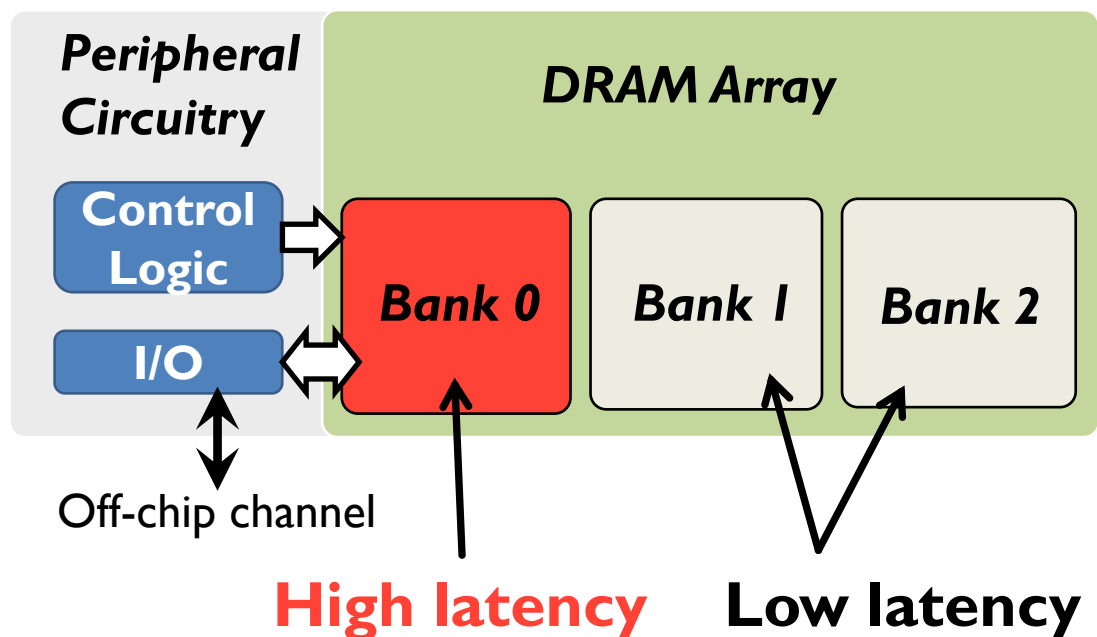 Peripheral
Circuitry
DRAM Array
Control
Logic
I/O
Bank 0
Bank 1
Bank 2
Off-chip channel
High latency
Low latency